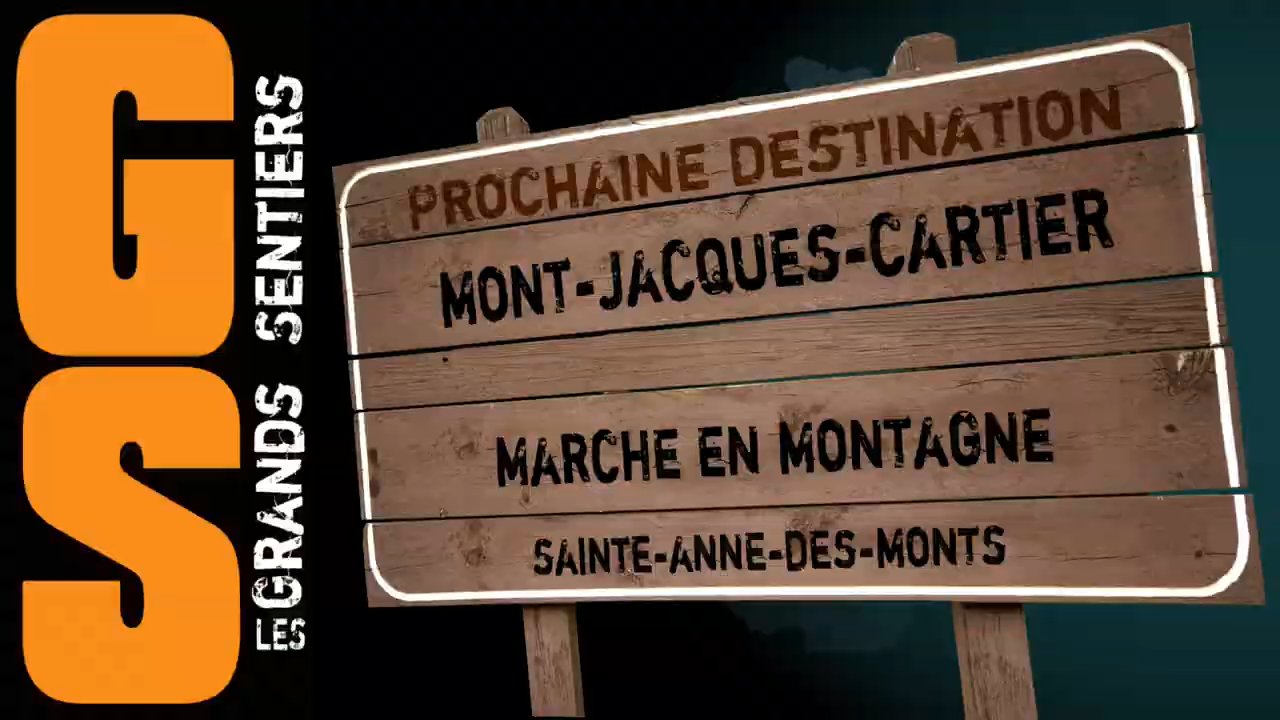 GS
LES GRANDS SENTIERS
PROCHAINE DESTINATION
MONT-JACQUES-CARTIER
MARCHE EN MONTAGNE
SAINTE-ANNE-DES-MONTS